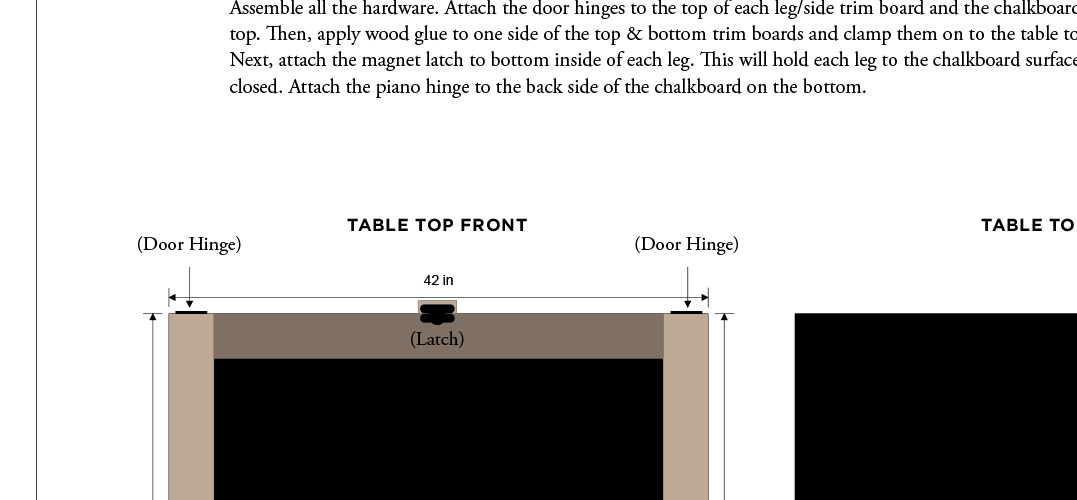 Assemble all the hardware. Attach the door hinges to the top of each leg/side trim board and the chalkboard
top. Then, apply wood glue to one side of the top & bottom trim boards and clamp them on to the table to
Next, attach the magnet latch to bottom inside of each leg. This will hold each leg to the chalkboard surface
closed. Attach the piano hinge to the back side of the chalkboard on the bottom.
TABLE TOP FRONT
TABLE TO
(Door Hinge)
(Door Hinge)
42 in
(Latch)